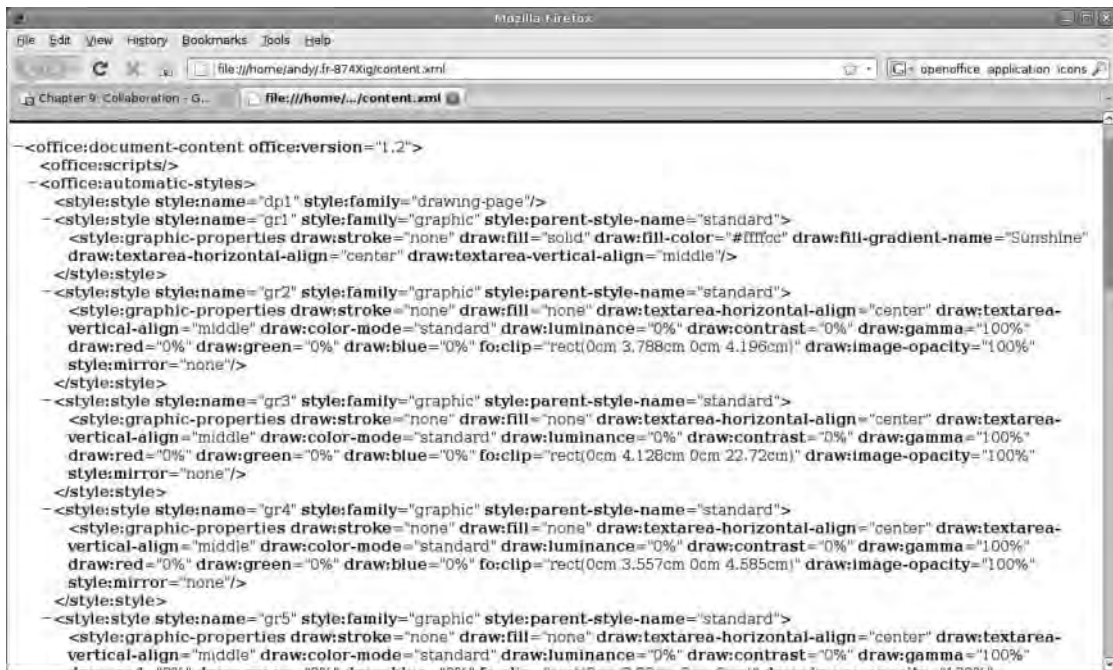 Mozilla Firefox
File Edit View History Bookmarks Tools Help
file:///home/andy/.fr-874Xig/content.xml
openoffice application icons
Chapter 9: Collaboration - G...
file:///home/.../content.xml
<office:document-content office:version="1.2">
<office:scripts/>
<office:automatic-styles>
<style:style style:name="dp1" style:family="drawing-page"/>
<style:style style:name="gr1" style:family="graphic" style:parent-style-name="standard">
<style:graphic-properties draw:stroke="none" draw:fill="solid" draw:fill-color="#ffffcc" draw:fill-gradient-name="Sunshine"
draw:textarea-horizontal-align="center" draw:textarea-vertical-align="middle"/>
</style:style>
<style:style style:name="gr2" style:family="graphic" style:parent-style-name="standard">
<style:graphic-properties draw:stroke="none" draw:fill="none" draw:textarea-horizontal-align="center" draw:textarea-
vertical-align="middle" draw:color-mode="standard" draw:luminance="0%" draw:contrast="0%" draw:gamma="100%"
draw:red="0%" draw:green="0%" draw:blue="0%" fo:clip="rect(0cm 3.788cm 0cm 4.196cm)" draw:image-opacity="100%"
style:mirror="none"/>
</style:style>
<style:style style:name="gr3" style:family="graphic" style:parent-style-name="standard">
<style:graphic-properties draw:stroke="none" draw:fill="none" draw:textarea-horizontal-align="center" draw:textarea-
vertical-align="middle" draw:color-mode="standard" draw:luminance="0%" draw:contrast="0%" draw:gamma="100%"
draw:red="0%" draw:green="0%" draw:blue="0%" fo:clip="rect(0cm 4.128cm 0cm 22.72cm)" draw:image-opacity="100%"
style:mirror="none"/>
</style:style>
<style:style style:name="gr4" style:family="graphic" style:parent-style-name="standard">
<style:graphic-properties draw:stroke="none" draw:fill="none" draw:textarea-horizontal-align="center" draw:textarea-
vertical-align="middle" draw:color-mode="standard" draw:luminance="0%" draw:contrast="0%" draw:gamma="100%"
draw:red="0%" draw:green="0%" draw:blue="0%" fo:clip="rect(0cm 3.557cm 0cm 4.585cm)" draw:image-opacity="100%"
style:mirror="none"/>
</style:style>
<style:style style:name="gr5" style:family="graphic" style:parent-style-name="standard">
<style:graphic-properties draw:stroke="none" draw:fill="none" draw:textarea-horizontal-align="center" draw:textarea-
vertical-align="middle" draw:color-mode="standard" draw:luminance="0%" draw:contrast="0%" draw:gamma="100%"